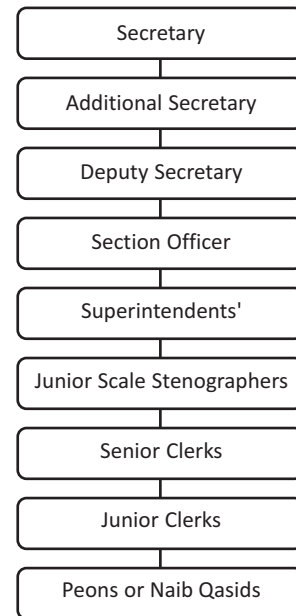 Secretary
Additional Secretary
Deputy Secretary
Section Officer
Superintendents'
Junior Scale Stenographers
Senior Clerks
Junior Clerks
Peons or Naib Qasids